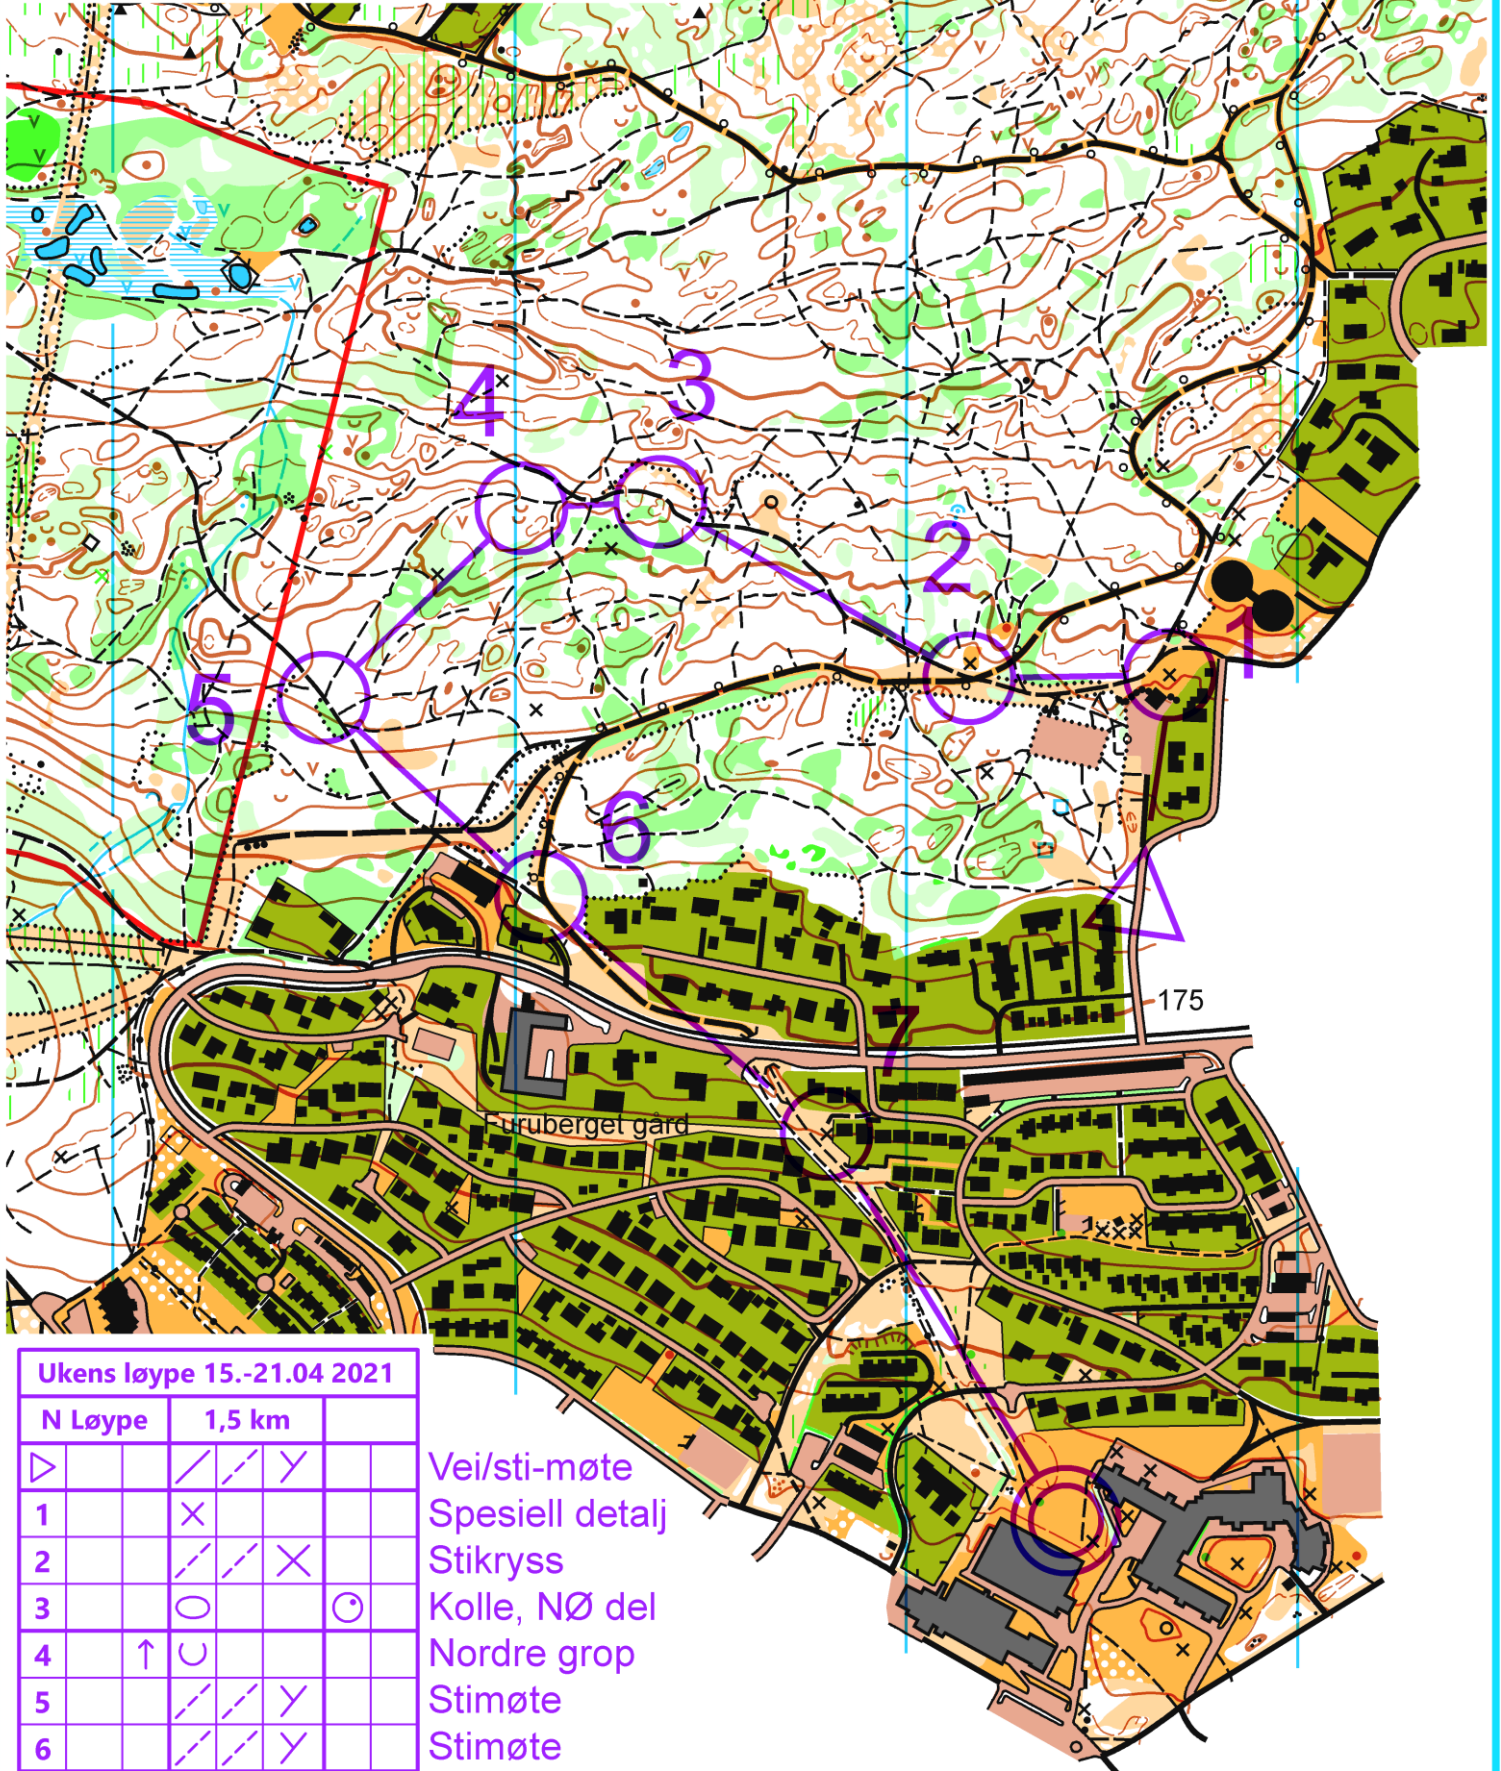 4
3
2
1
5
6
7
175
Furuberget gård
Ukens løype 15.-21.04 2021
N Løype 1,5 km
Vei/sti-møte
1 Spesiell detalj
2 Stikryss
3 Kolle, NØ del
4 Nordre grop
5 Stimøte
6 Stimøte